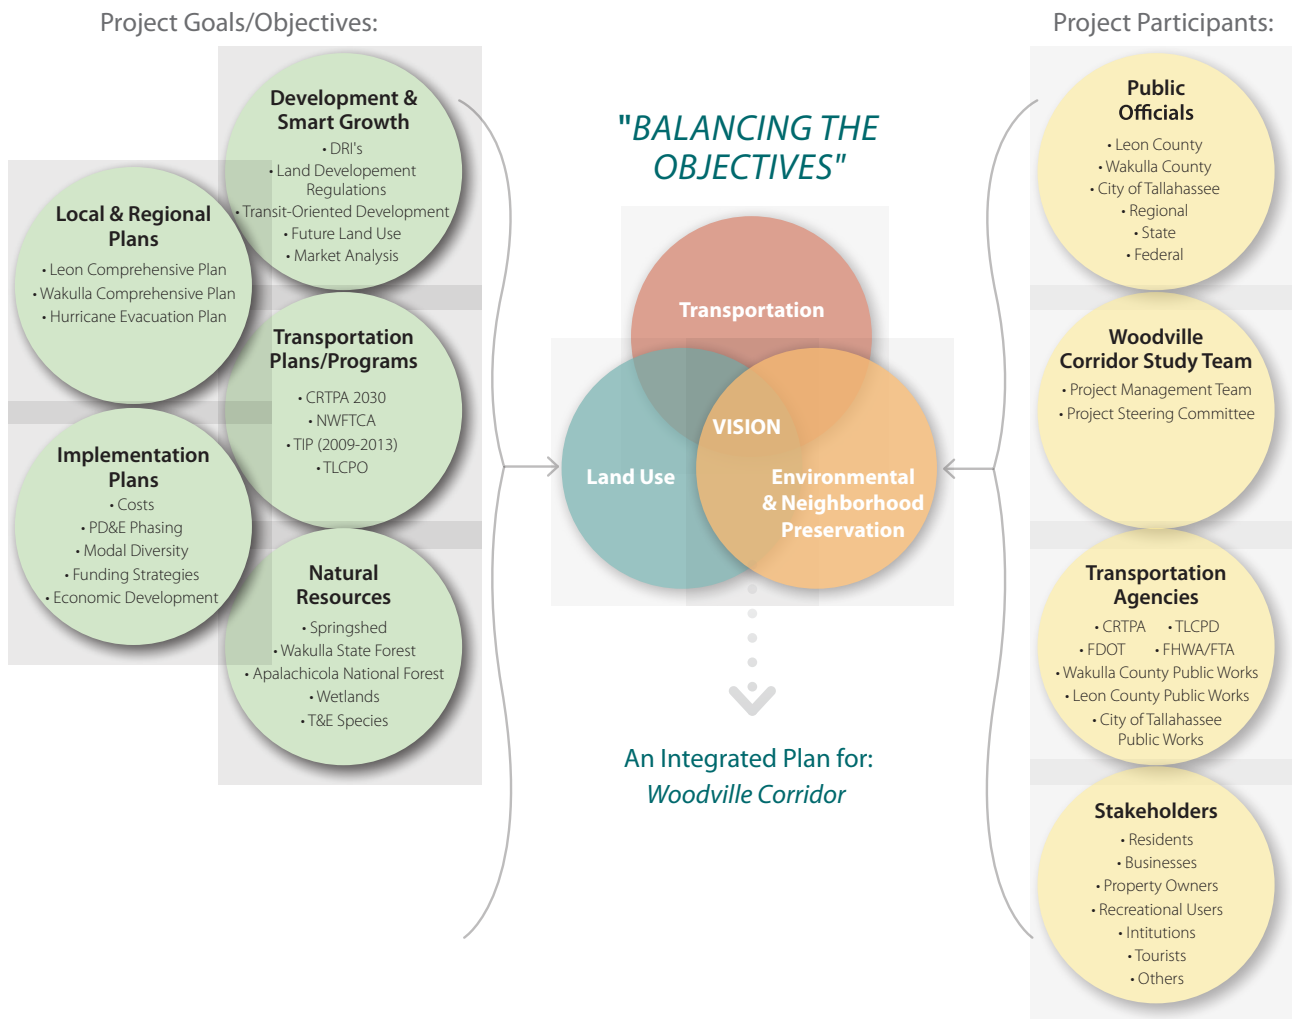 Project Goals/Objectives:
Development &
Smart Growth
• DRI's
• Land Developement
Regulations
• Transit-Oriented Development
• Future Land Use
• Market Analysis
Local & Regional
Plans
• Leon Comprehensive Plan
• Wakulla Comprehensive Plan
• Hurricane Evacuation Plan
Transportation
Plans/Programs
• CRTPA 2030
• NWFTCA
• TIP (2009-2013)
• TLCPO
Implementation
Plans
• Costs
• PD&E Phasing
• Modal Diversity
• Funding Strategies
• Economic Development
Natural
Resources
• Springshed
• Wakulla State Forest
• Apalachicola National Forest
• Wetlands
• T&E Species
"BALANCING THE
OBJECTIVES"
Transportation
VISION
Land Use
Environmental
& Neighborhood
Preservation
An Integrated Plan for:
Woodville Corridor
Project Participants:
Public
Officials
• Leon County
• Wakulla County
• City of Tallahassee
• Regional
• State
• Federal
Woodville
Corridor Study Team
• Project Management Team
• Project Steering Committee
Transportation
Agencies
• CRTPA • TLCPD
• FDOT • FHWA/FTA
• Wakulla County Public Works
• Leon County Public Works
• City of Tallahassee
Public Works
Stakeholders
• Residents
• Businesses
• Property Owners
• Recreational Users
• Intitutions
• Tourists
• Others